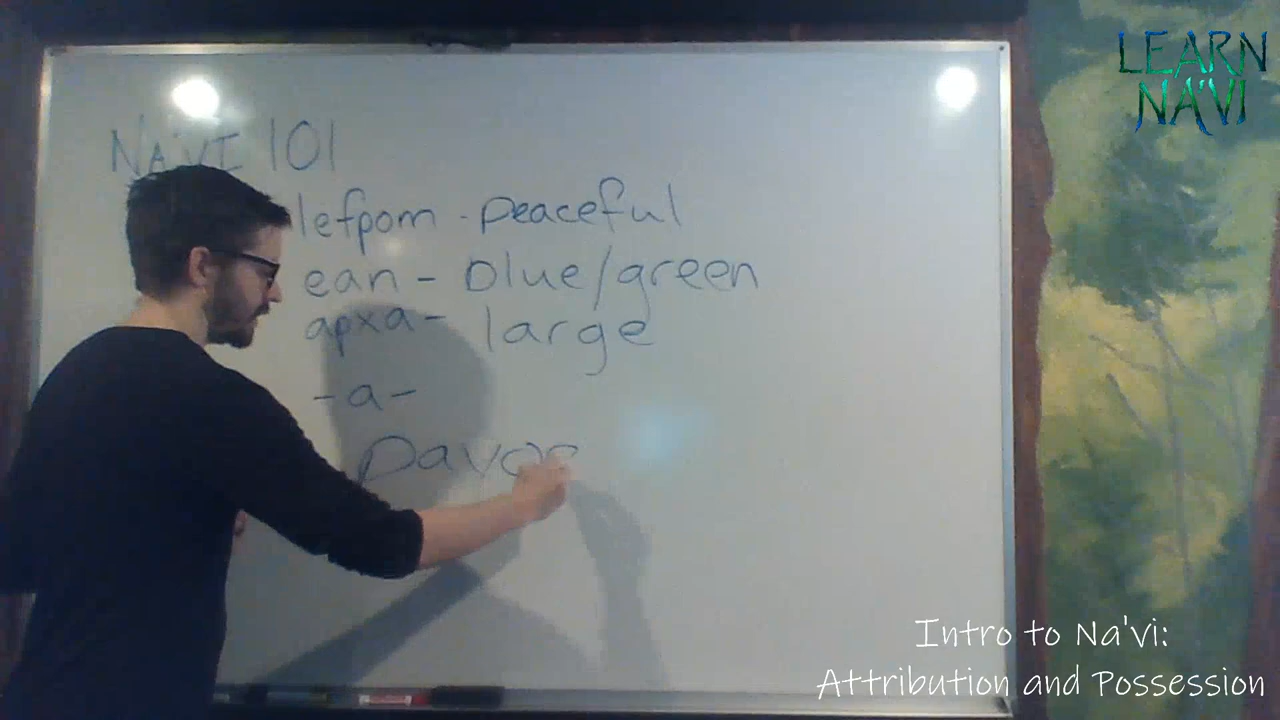 LEARN
NA'VI
Na'vi 101
lefpom - peaceful
ean - blue/green
apxa - large
-a-
Intro to Na'vi:
Attribution and Possession